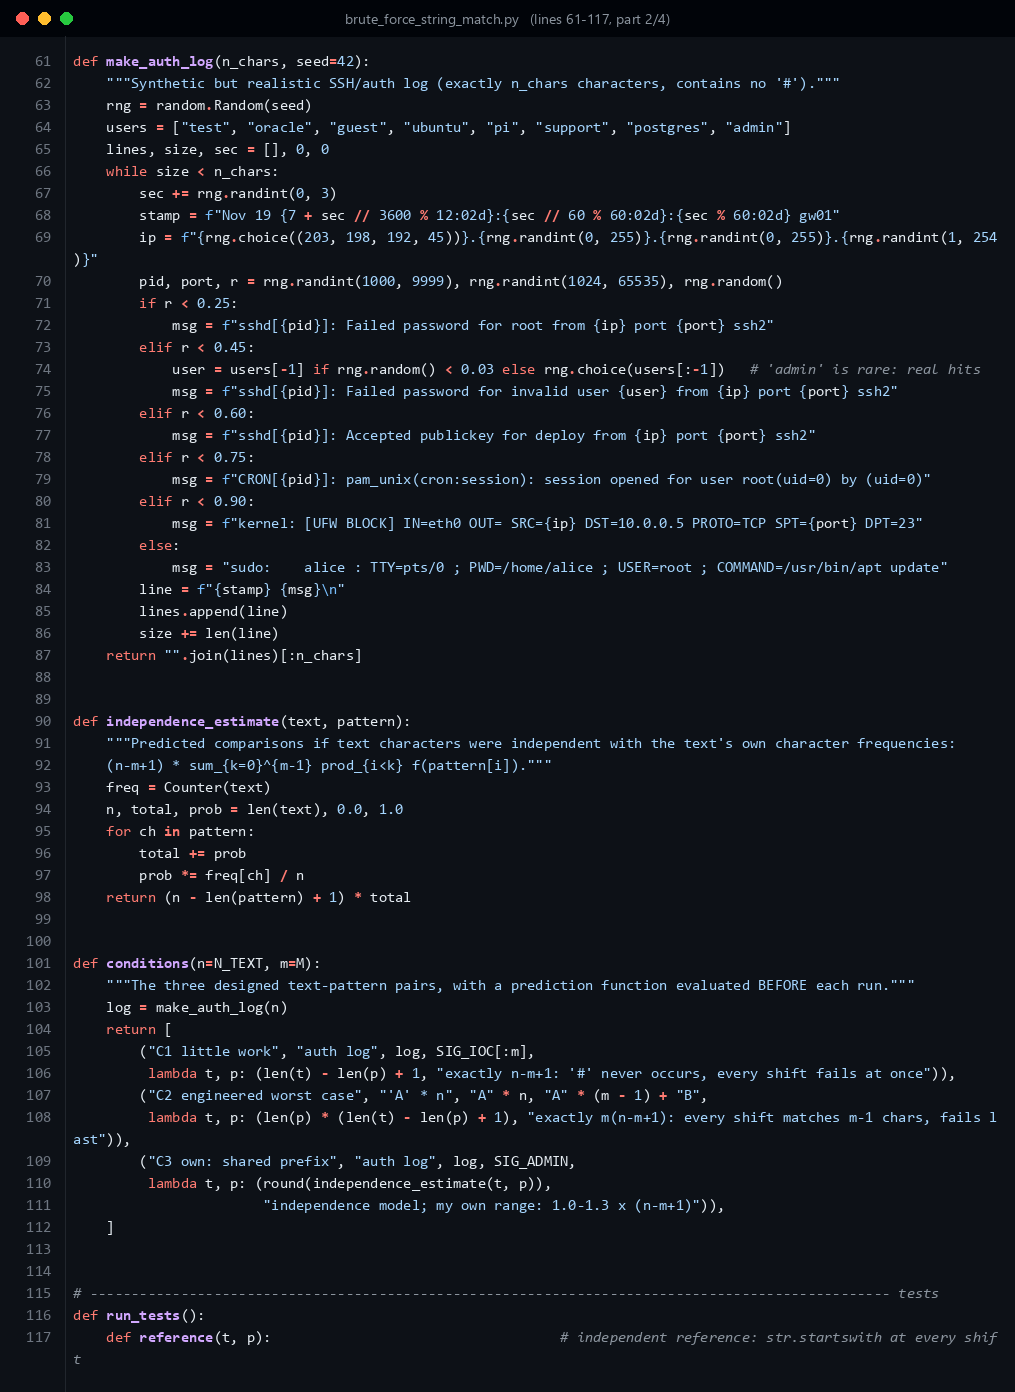 brute_force_string_match.py   (lines 61-117, part 2/4)
61 def make_auth_log(n_chars, seed=42):
62     """Synthetic but realistic SSH/auth log (exactly n_chars characters, contains no '#')."""
63     rng = random.Random(seed)
64     users = ["test", "oracle", "guest", "ubuntu", "pi", "support", "postgres", "admin"]
65     lines, size, sec = [], 0, 0
66     while size < n_chars:
67         sec += rng.randint(0, 3)
68         stamp = f"Nov 19 {7 + sec // 3600 % 12:02d}:{sec // 60 % 60:02d}:{sec % 60:02d} gw01"
69         ip = f"{rng.choice((203, 198, 192, 45))}.{rng.randint(0, 255)}.{rng.randint(0, 255)}.{rng.randint(1, 254
)}"
70         pid, port, r = rng.randint(1000, 9999), rng.randint(1024, 65535), rng.random()
71         if r < 0.25:
72             msg = f"sshd[{pid}]: Failed password for root from {ip} port {port} ssh2"
73         elif r < 0.45:
74             user = users[-1] if rng.random() < 0.03 else rng.choice(users[:-1])   # 'admin' is rare: real hits
75             msg = f"sshd[{pid}]: Failed password for invalid user {user} from {ip} port {port} ssh2"
76         elif r < 0.60:
77             msg = f"sshd[{pid}]: Accepted publickey for deploy from {ip} port {port} ssh2"
78         elif r < 0.75:
79             msg = f"CRON[{pid}]: pam_unix(cron:session): session opened for user root(uid=0) by (uid=0)"
80         elif r < 0.90:
81             msg = f"kernel: [UFW BLOCK] IN=eth0 OUT= SRC={ip} DST=10.0.0.5 PROTO=TCP SPT={port} DPT=23"
82         else:
83             msg = "sudo:    alice : TTY=pts/0 ; PWD=/home/alice ; USER=root ; COMMAND=/usr/bin/apt update"
84         line = f"{stamp} {msg}\n"
85         lines.append(line)
86         size += len(line)
87     return "".join(lines)[:n_chars]
88
89
90 def independence_estimate(text, pattern):
91     """Predicted comparisons if text characters were independent with the text's own character frequencies:
92     (n-m+1) * sum_{k=0}^{m-1} prod_{i<k} f(pattern[i])."""
93     freq = Counter(text)
94     n, total, prob = len(text), 0.0, 1.0
95     for ch in pattern:
96         total += prob
97         prob *= freq[ch] / n
98     return (n - len(pattern) + 1) * total
99
100
101 def conditions(n=N_TEXT, m=M):
102     """The three designed text-pattern pairs, with a prediction function evaluated BEFORE each run."""
103     log = make_auth_log(n)
104     return [
105         ("C1 little work", "auth log", log, SIG_IOC[:m],
106          lambda t, p: (len(t) - len(p) + 1, "exactly n-m+1: '#' never occurs, every shift fails at once")),
107         ("C2 engineered worst case", "'A' * n", "A" * n, "A" * (m - 1) + "B",
108          lambda t, p: (len(p) * (len(t) - len(p) + 1), "exactly m(n-m+1): every shift matches m-1 chars, fails l
ast")),
109         ("C3 own: shared prefix", "auth log", log, SIG_ADMIN,
110          lambda t, p: (round(independence_estimate(t, p)),
111                        "independence model; my own range: 1.0-1.3 x (n-m+1)")),
112     ]
113
114
115 # ------------------------------------------------------------------------------------------------- tests
116 def run_tests():
117     def reference(t, p):                                   # independent reference: str.startswith at every shif
t